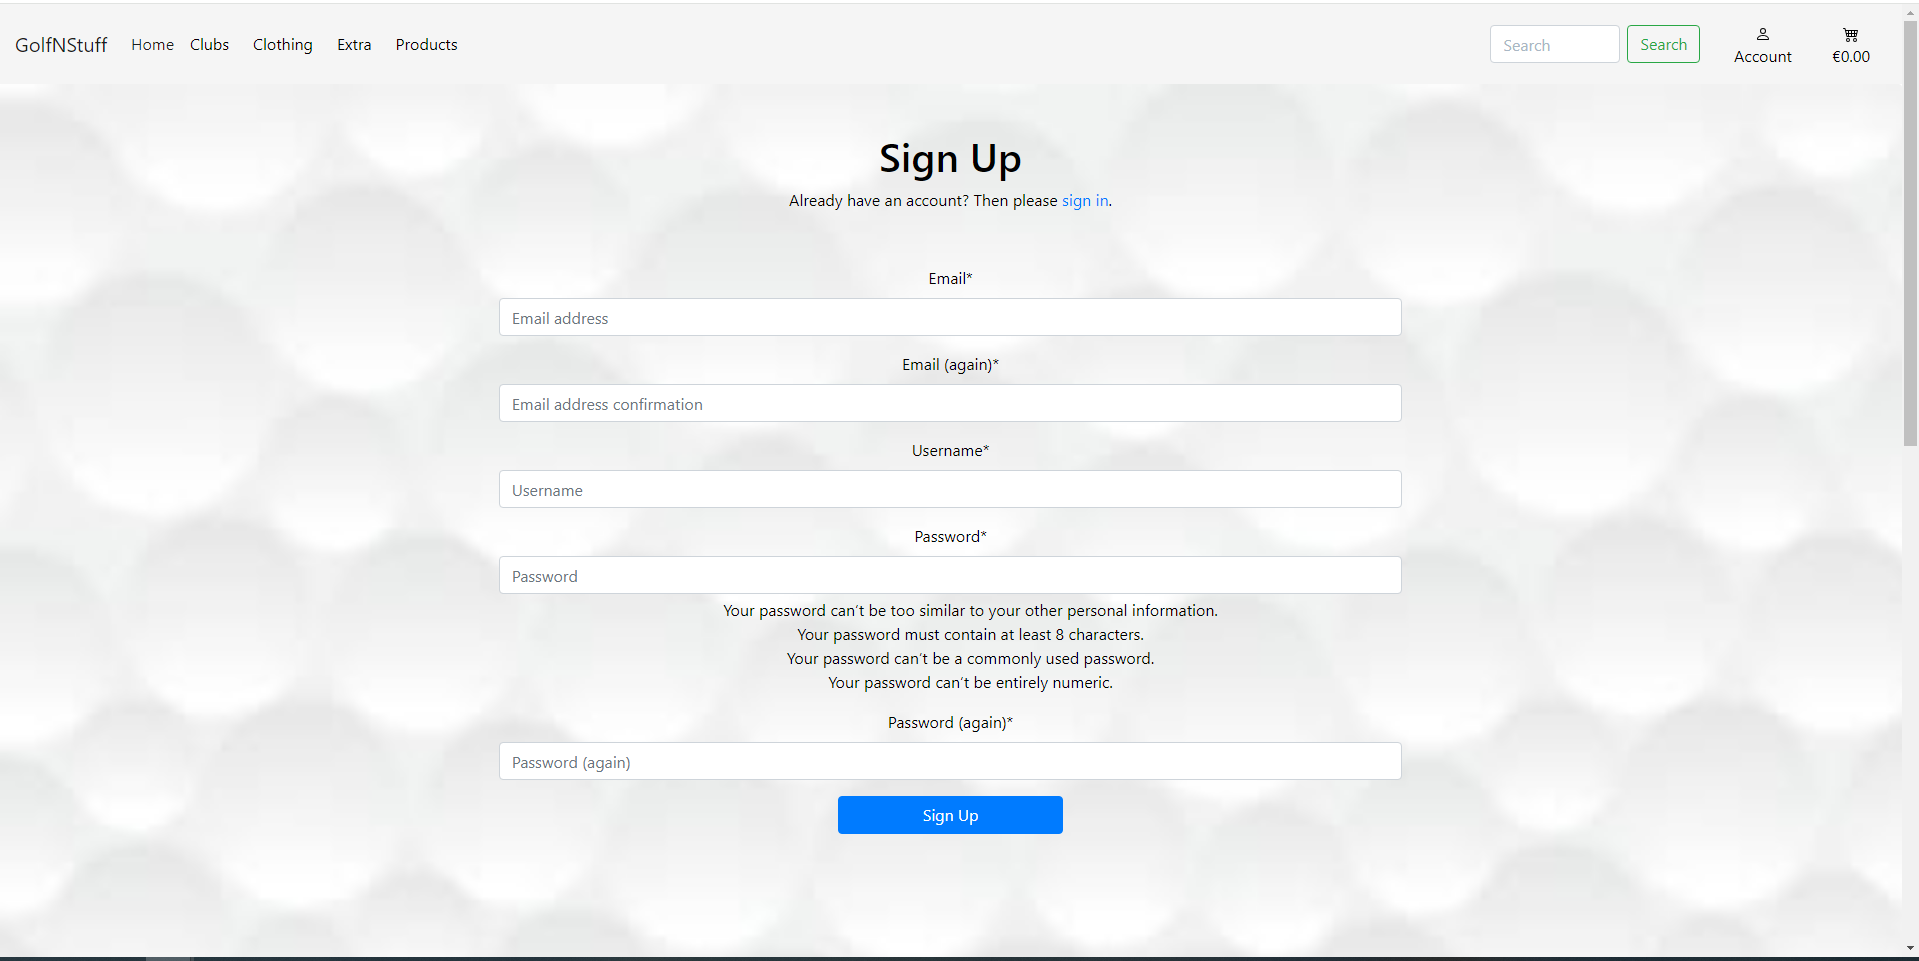 GolfNStuff Home Clubs Clothing Extra Products Search Search Account €0.00
Sign Up
Already have an account? Then please sign in.
Email*
Email address
Email (again)*
Email address confirmation
Username*
Username
Password*
Password
Your password can't be too similar to your other personal information.
Your password must contain at least 8 characters.
Your password can't be a commonly used password.
Your password can't be entirely numeric.
Password (again)*
Password (again)
Sign Up